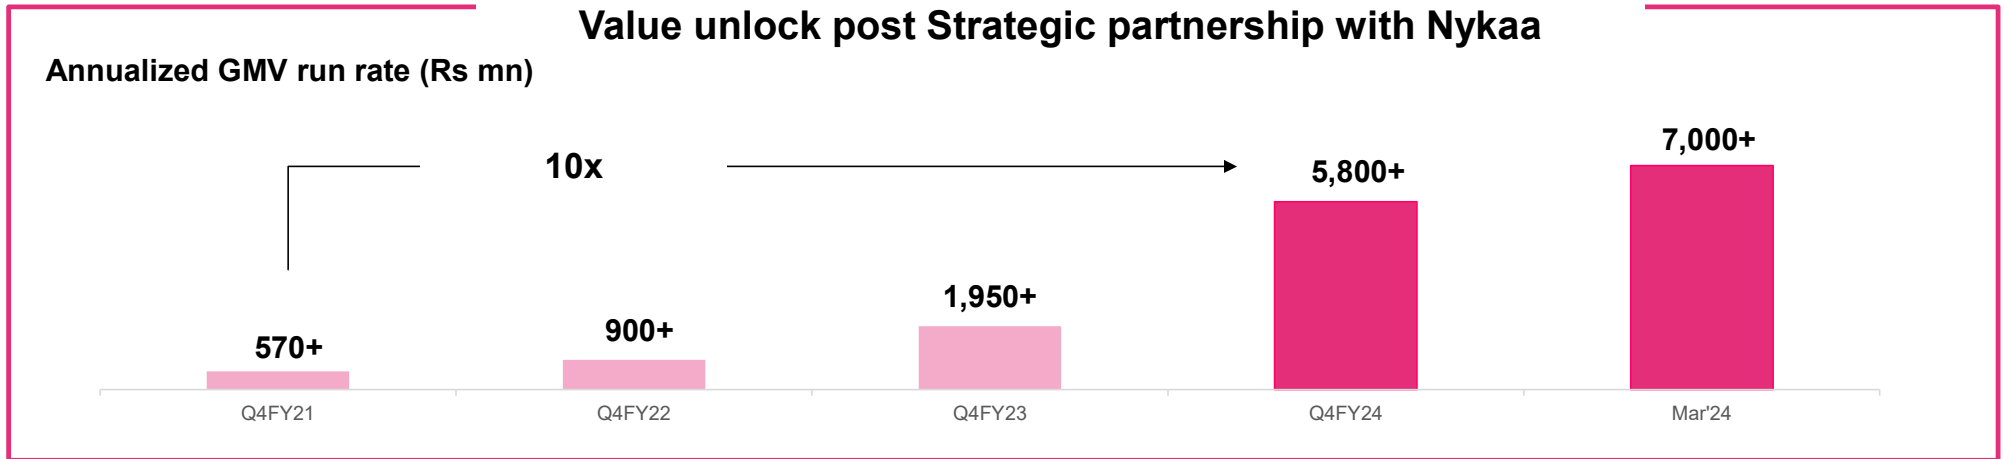 Value unlock post Strategic partnership with Nykaa
Annualized GMV run rate (Rs mn)
10x
570+
900+
1,950+
5,800+
7,000+
Q4FY21
Q4FY22
Q4FY23
Q4FY24
Mar'24